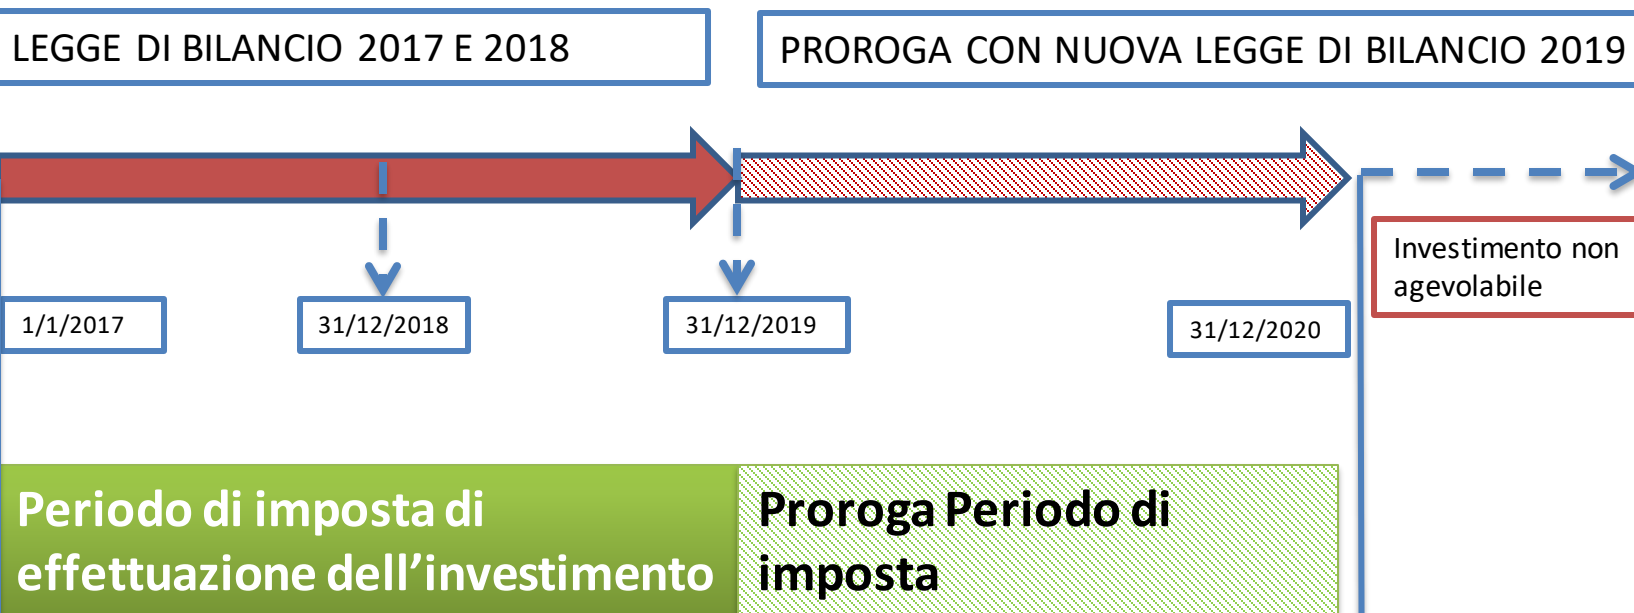 LEGGE DI BILANCIO 2017 E 2018
PROROGA CON NUOVA LEGGE DI BILANCIO 2019
Investimento non
agevolabile
1/1/2017
31/12/2018
31/12/2019
31/12/2020
Periodo di imposta di
effettuazione dell’investimento
Proroga Periodo di
imposta